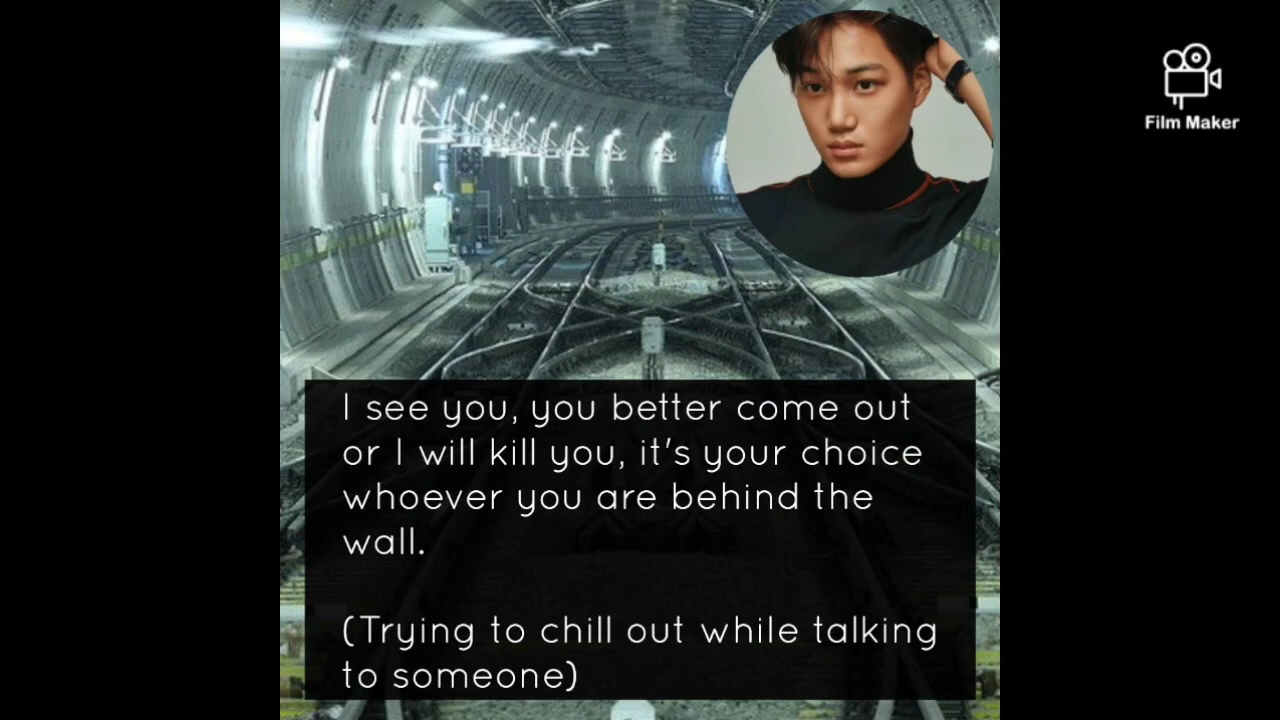 Film Maker
I see you, you better come out
or I will kill you, it's your choice
whoever you are behind the
wall.
(Trying to chill out while talking
to someone)